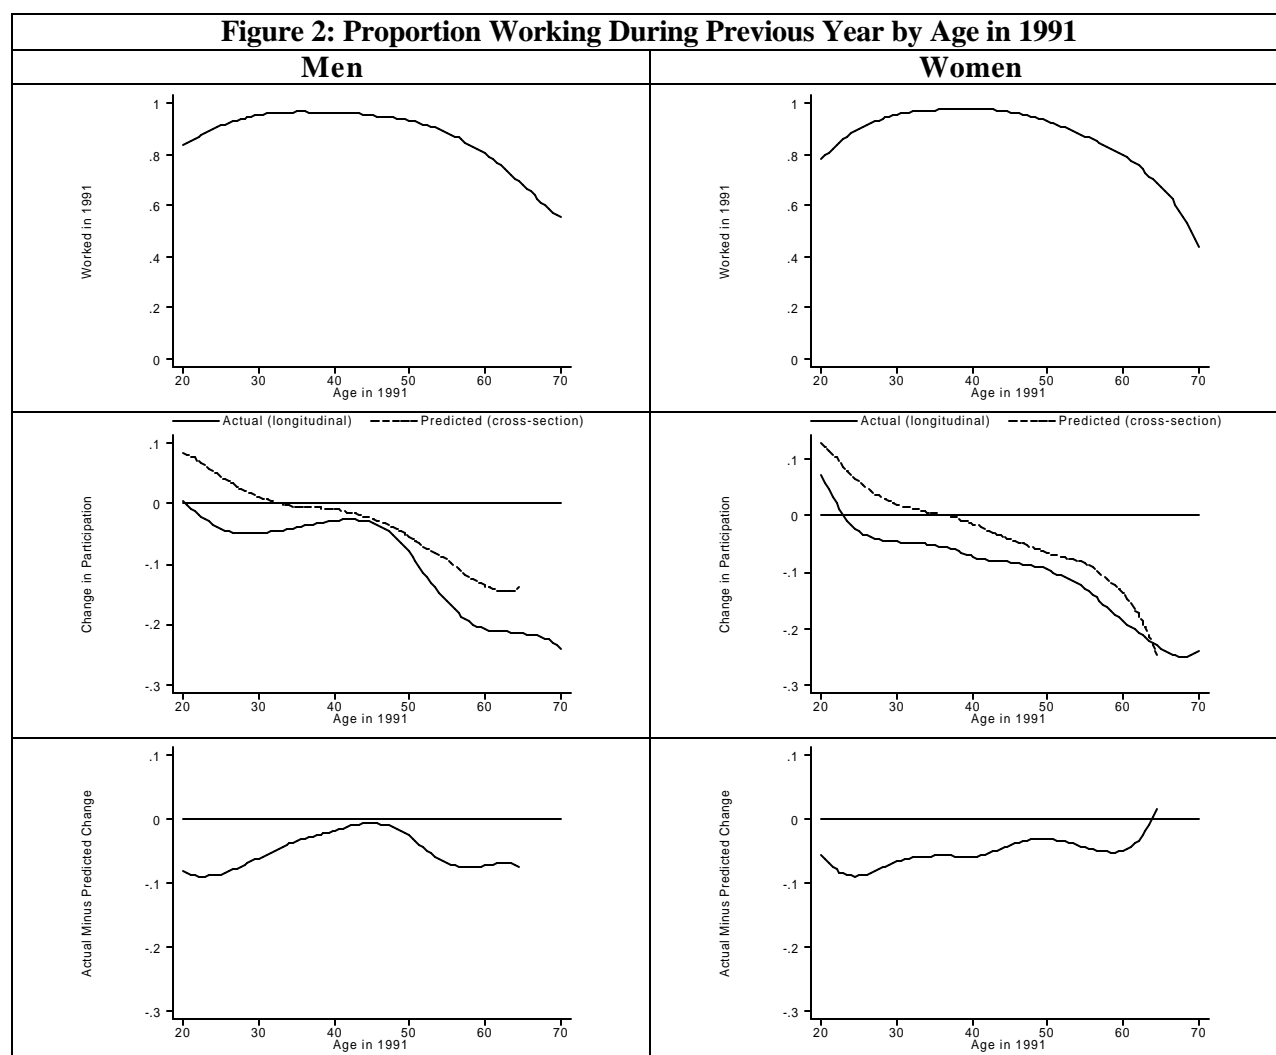 Figure 2: Proportion Working During Previous Year by Age in 1991
Men
Women
Worked in 1991
1
.8
.6
.4
.2
0
20 30 40 50 60 70
Age in 1991
Worked in 1991
1
.8
.6
.4
.2
0
20 30 40 50 60 70
Age in 1991
Actual (longitudinal) Predicted (cross-section)
Change in Participation
.1
0
-.1
-.2
-.3
20 30 40 50 60 70
Age in 1991
Actual (longitudinal) Predicted (cross-section)
Change in Participation
.1
0
-.1
-.2
-.3
20 30 40 50 60 70
Age in 1991
Actual Minus Predicted Change
.1
0
-.1
-.2
-.3
20 30 40 50 60 70
Age in 1991
Actual Minus Predicted Change
.1
0
-.1
-.2
-.3
20 30 40 50 60 70
Age in 1991